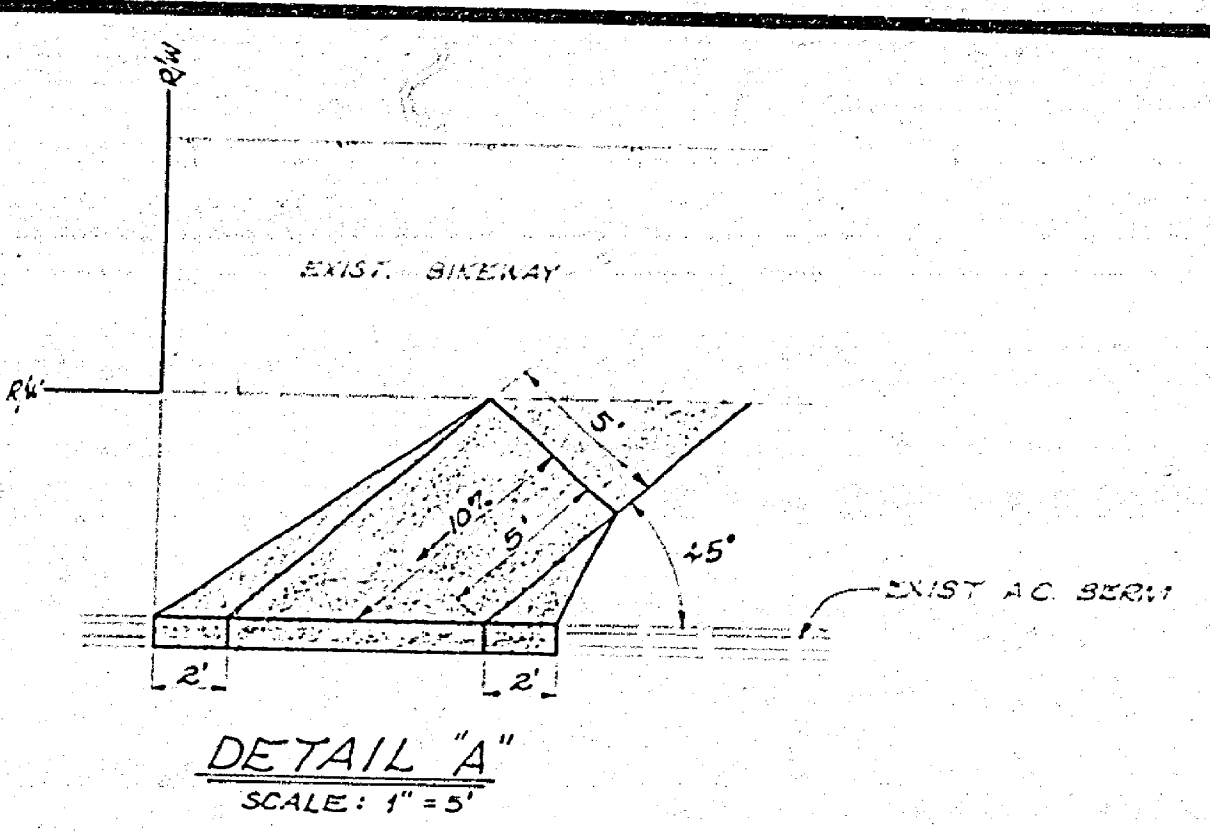 R/W
EXIST. BIKEWAY
R/W
5'
10%
5'
45°
EXIST A.C. BERM
2'
2'
DETAIL "A"
SCALE: 1" = 5'